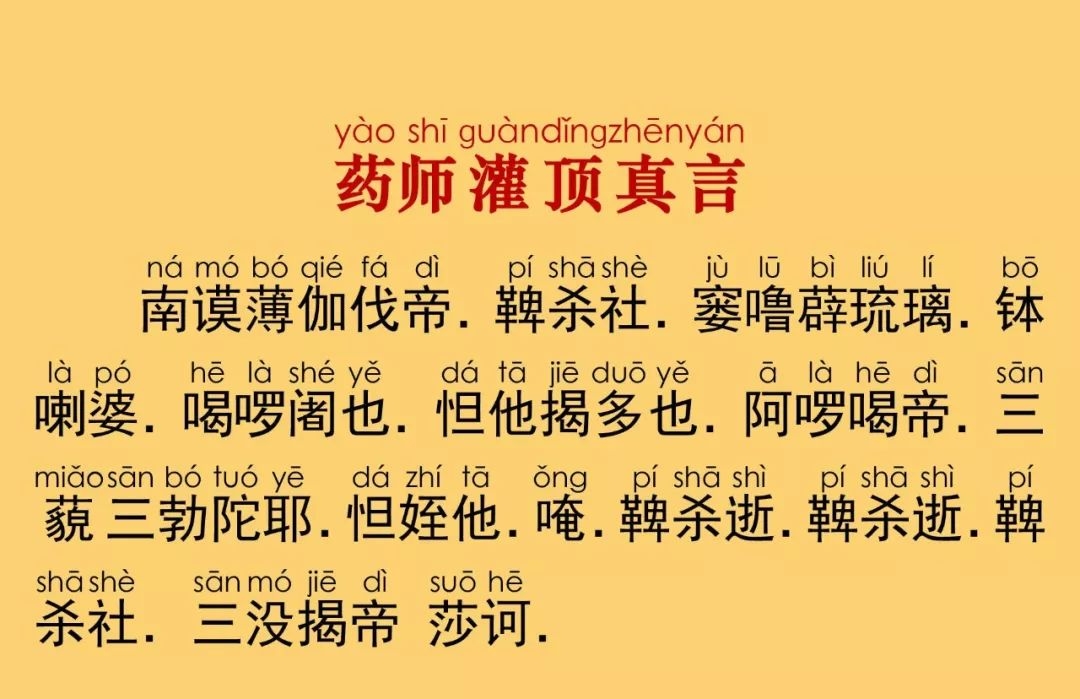 yào shī guàndǐngzhēnyán
药师灌顶真言
ná mó bó qié fá dì pí shā shè jù lū bì liú lí bō
南谟薄伽伐帝.鞞杀社.窭噜薜琉璃.钵
là pó hē là shé yě dá tā jiē duō yě ā là hē dì sān
喇婆.喝啰阇也.怛他揭多也.阿啰喝帝.三
miǎo sān bó tuó yē dá zhí tā ǒng pí shā shì pí shā shì pí
藐三勃陀耶.怛姪他.唵.鞞杀逝.鞞杀逝.鞞
shā shè sān mó jiē dì suō hē
杀社.三没揭帝 莎诃.